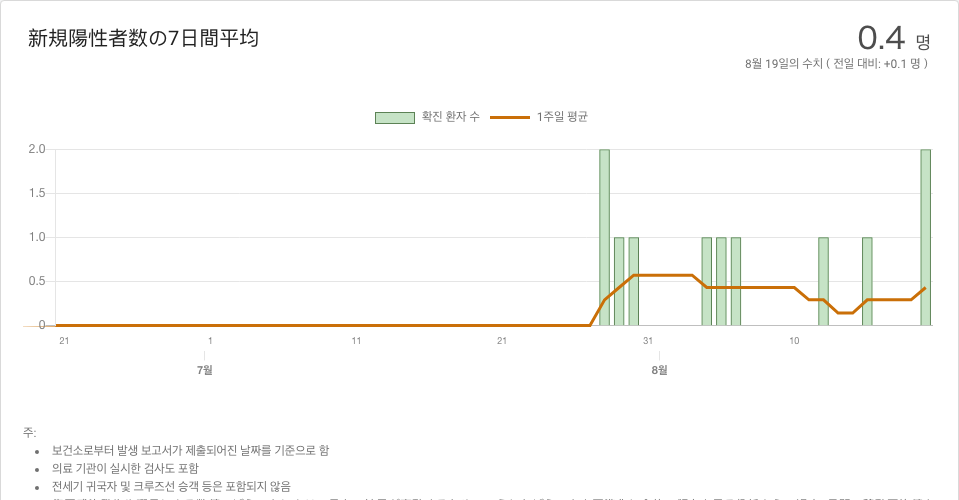 新規陽性者数の7日間平均
0.4 명
8월 19일의 수치 ( 전일 대비: +0.1 명 )
확진 환자 수 1주일 평균
2.0
1.5
1.0
0.5
0
21 1 11 21 31 10
7월 8월
주:
보건소로부터 발생 보고서가 제출되어진 날짜를 기준으로 함
의료 기관이 실시한 검사도 포함
전세기 귀국자 및 크루즈선 승객 등은 포함되지 않음